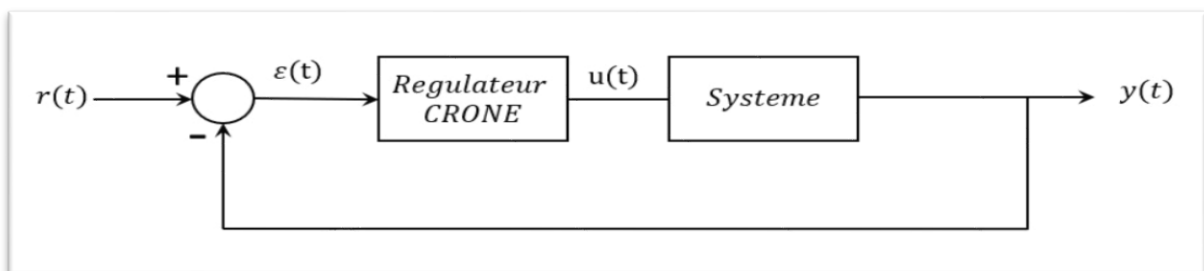 r(t)
+
-
ε(t)
Regulateur
CRONE
u(t)
Systeme
y(t)